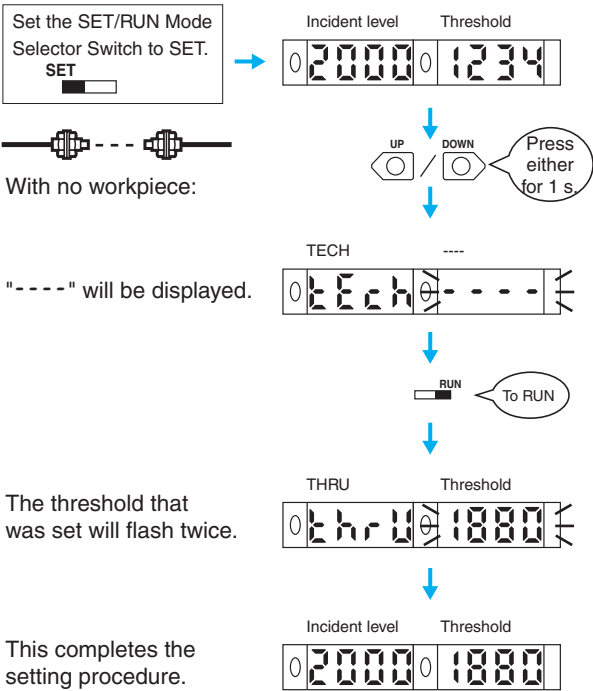 Set the SET/RUN Mode
Selector Switch to SET.
SET
Incident level Threshold
2000 1234
With no workpiece:
UP / DOWN
Press
either
for 1 s.
TECH ----
"----" will be displayed.
tEch ----
RUN
To RUN
THRU Threshold
The threshold that
was set will flash twice.
thrU 1880
Incident level Threshold
This completes the
setting procedure.
2000 1880